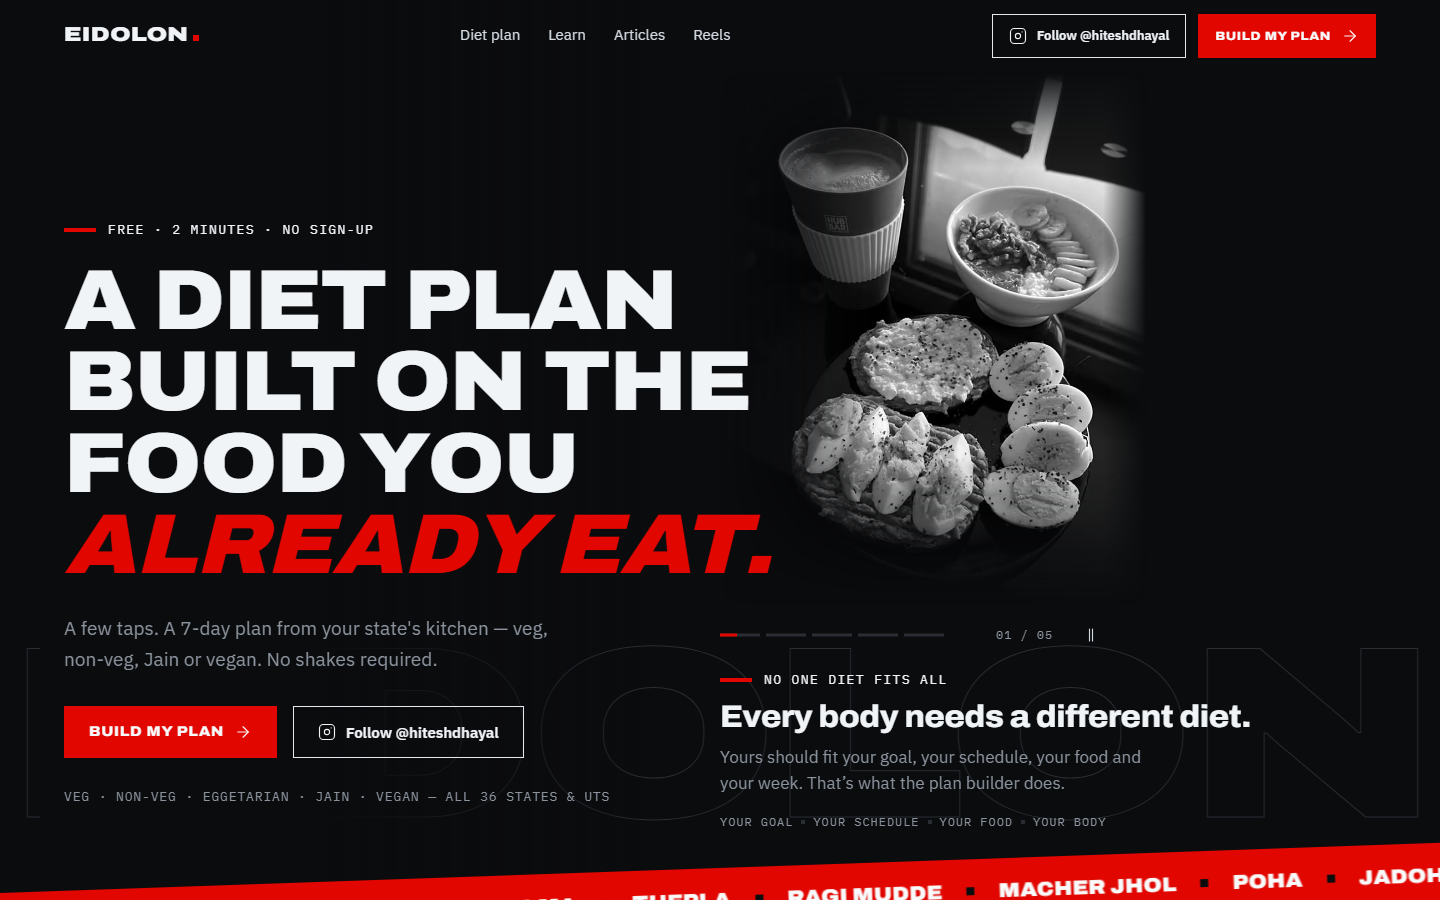 EIDOLON.
Diet plan
Learn
Articles
Reels
Follow @hiteshdhayal
BUILD MY PLAN
FREE · 2 MINUTES · NO SIGN-UP
A DIET PLAN
BUILT ON THE
FOOD YOU
ALREADY EAT.
A few taps. A 7-day plan from your state's kitchen — veg,
non-veg, Jain or vegan. No shakes required.
BUILD MY PLAN
Follow @hiteshdhayal
VEG · NON-VEG · EGGETARIAN · JAIN · VEGAN — ALL 36 STATES & UTS
01 / 05
NO ONE DIET FITS ALL
Every body needs a different diet.
Yours should fit your goal, your schedule, your food and
your week. That’s what the plan builder does.
YOUR GOAL ▪ YOUR SCHEDULE ▪ YOUR FOOD ▪ YOUR BODY
THEPLA ▪ RAGI MUDDE ▪ MACHER JHOL ▪ POHA ▪ JADOH